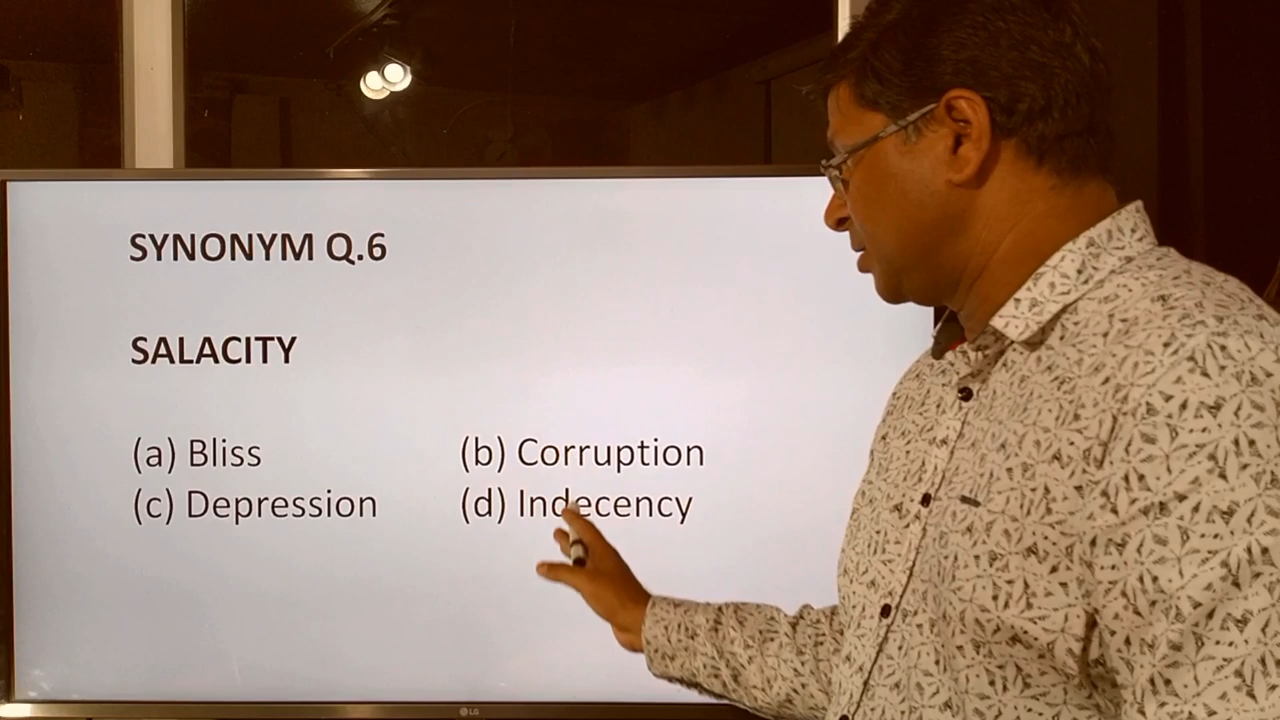 SYNONYM Q.6
SALACITY
(a) Bliss (b) Corruption
(c) Depression (d) Indecency
LG